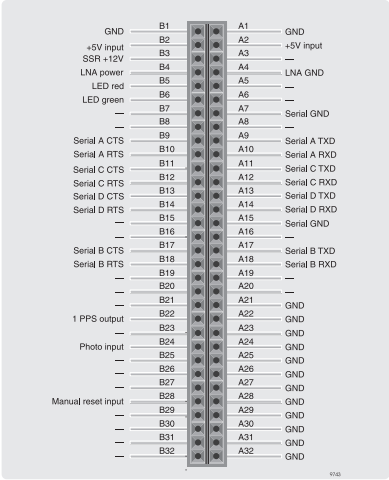 GND B1 A1 GND
+5V input B2 A2 +5V input
SSR +12V B3 A3 —
LNA power B4 A4 LNA GND
LED red B5 A5 —
LED green B6 A6 —
— B7 A7 Serial GND
— B8 A8 —
Serial A CTS B9 A9 Serial A TXD
Serial A RTS B10 A10 Serial A RXD
Serial C CTS B11 A11 Serial C TXD
Serial C RTS B12 A12 Serial C RXD
Serial D CTS B13 A13 Serial D TXD
Serial D RTS B14 A14 Serial D RXD
— B15 A15 Serial GND
— B16 A16 —
Serial B CTS B17 A17 Serial B TXD
Serial B RTS B18 A18 Serial B RXD
— B19 A19 —
— B20 A20 —
— B21 A21 GND
1 PPS output B22 A22 GND
— B23 A23 GND
Photo input B24 A24 GND
— B25 A25 GND
— B26 A26 GND
— B27 A27 GND
Manual reset input B28 A28 GND
— B29 A29 GND
— B30 A30 GND
— B31 A31 GND
— B32 A32 GND
9743